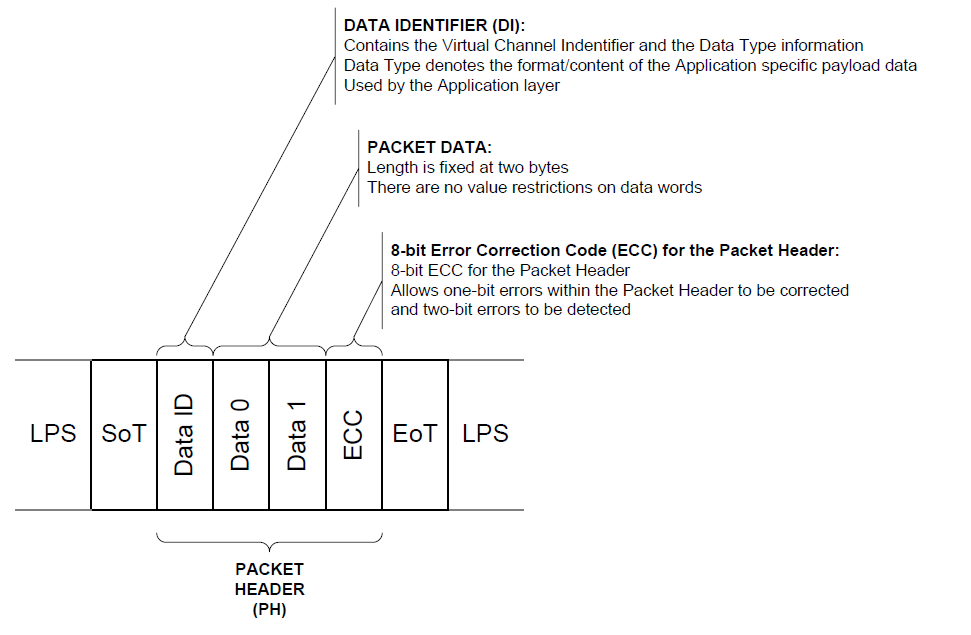 DATA IDENTIFIER (DI):
Contains the Virtual Channel Indentifier and the Data Type information
Data Type denotes the format/content of the Application specific payload data
Used by the Application layer
PACKET DATA:
Length is fixed at two bytes
There are no value restrictions on data words
8-bit Error Correction Code (ECC) for the Packet Header:
8-bit ECC for the Packet Header
Allows one-bit errors within the Packet Header to be corrected
and two-bit errors to be detected
LPS
SoT
Data ID
Data 0
Data 1
ECC
EoT
LPS
PACKET
HEADER
(PH)